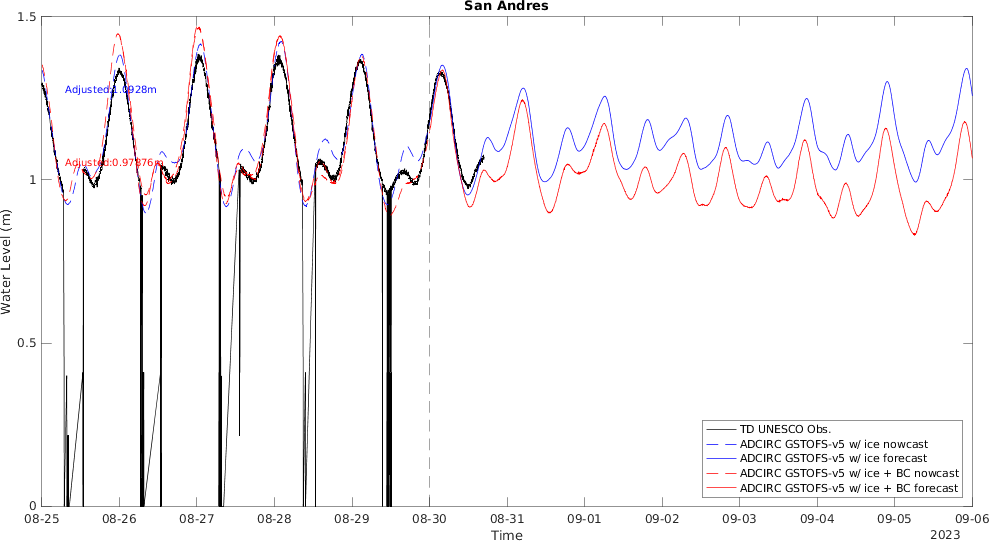 San Andres
1.5
1
0.5
0
Water Level (m)
Adjusted:1.0928m
Adjusted:0.97876m
TD UNESCO Obs.
ADCIRC GSTOFS-v5 w/ ice nowcast
ADCIRC GSTOFS-v5 w/ ice forecast
ADCIRC GSTOFS-v5 w/ ice + BC nowcast
ADCIRC GSTOFS-v5 w/ ice + BC forecast
08-25 08-26 08-27 08-28 08-29 08-30 08-31 09-01 09-02 09-03 09-04 09-05 09-06
Time
2023